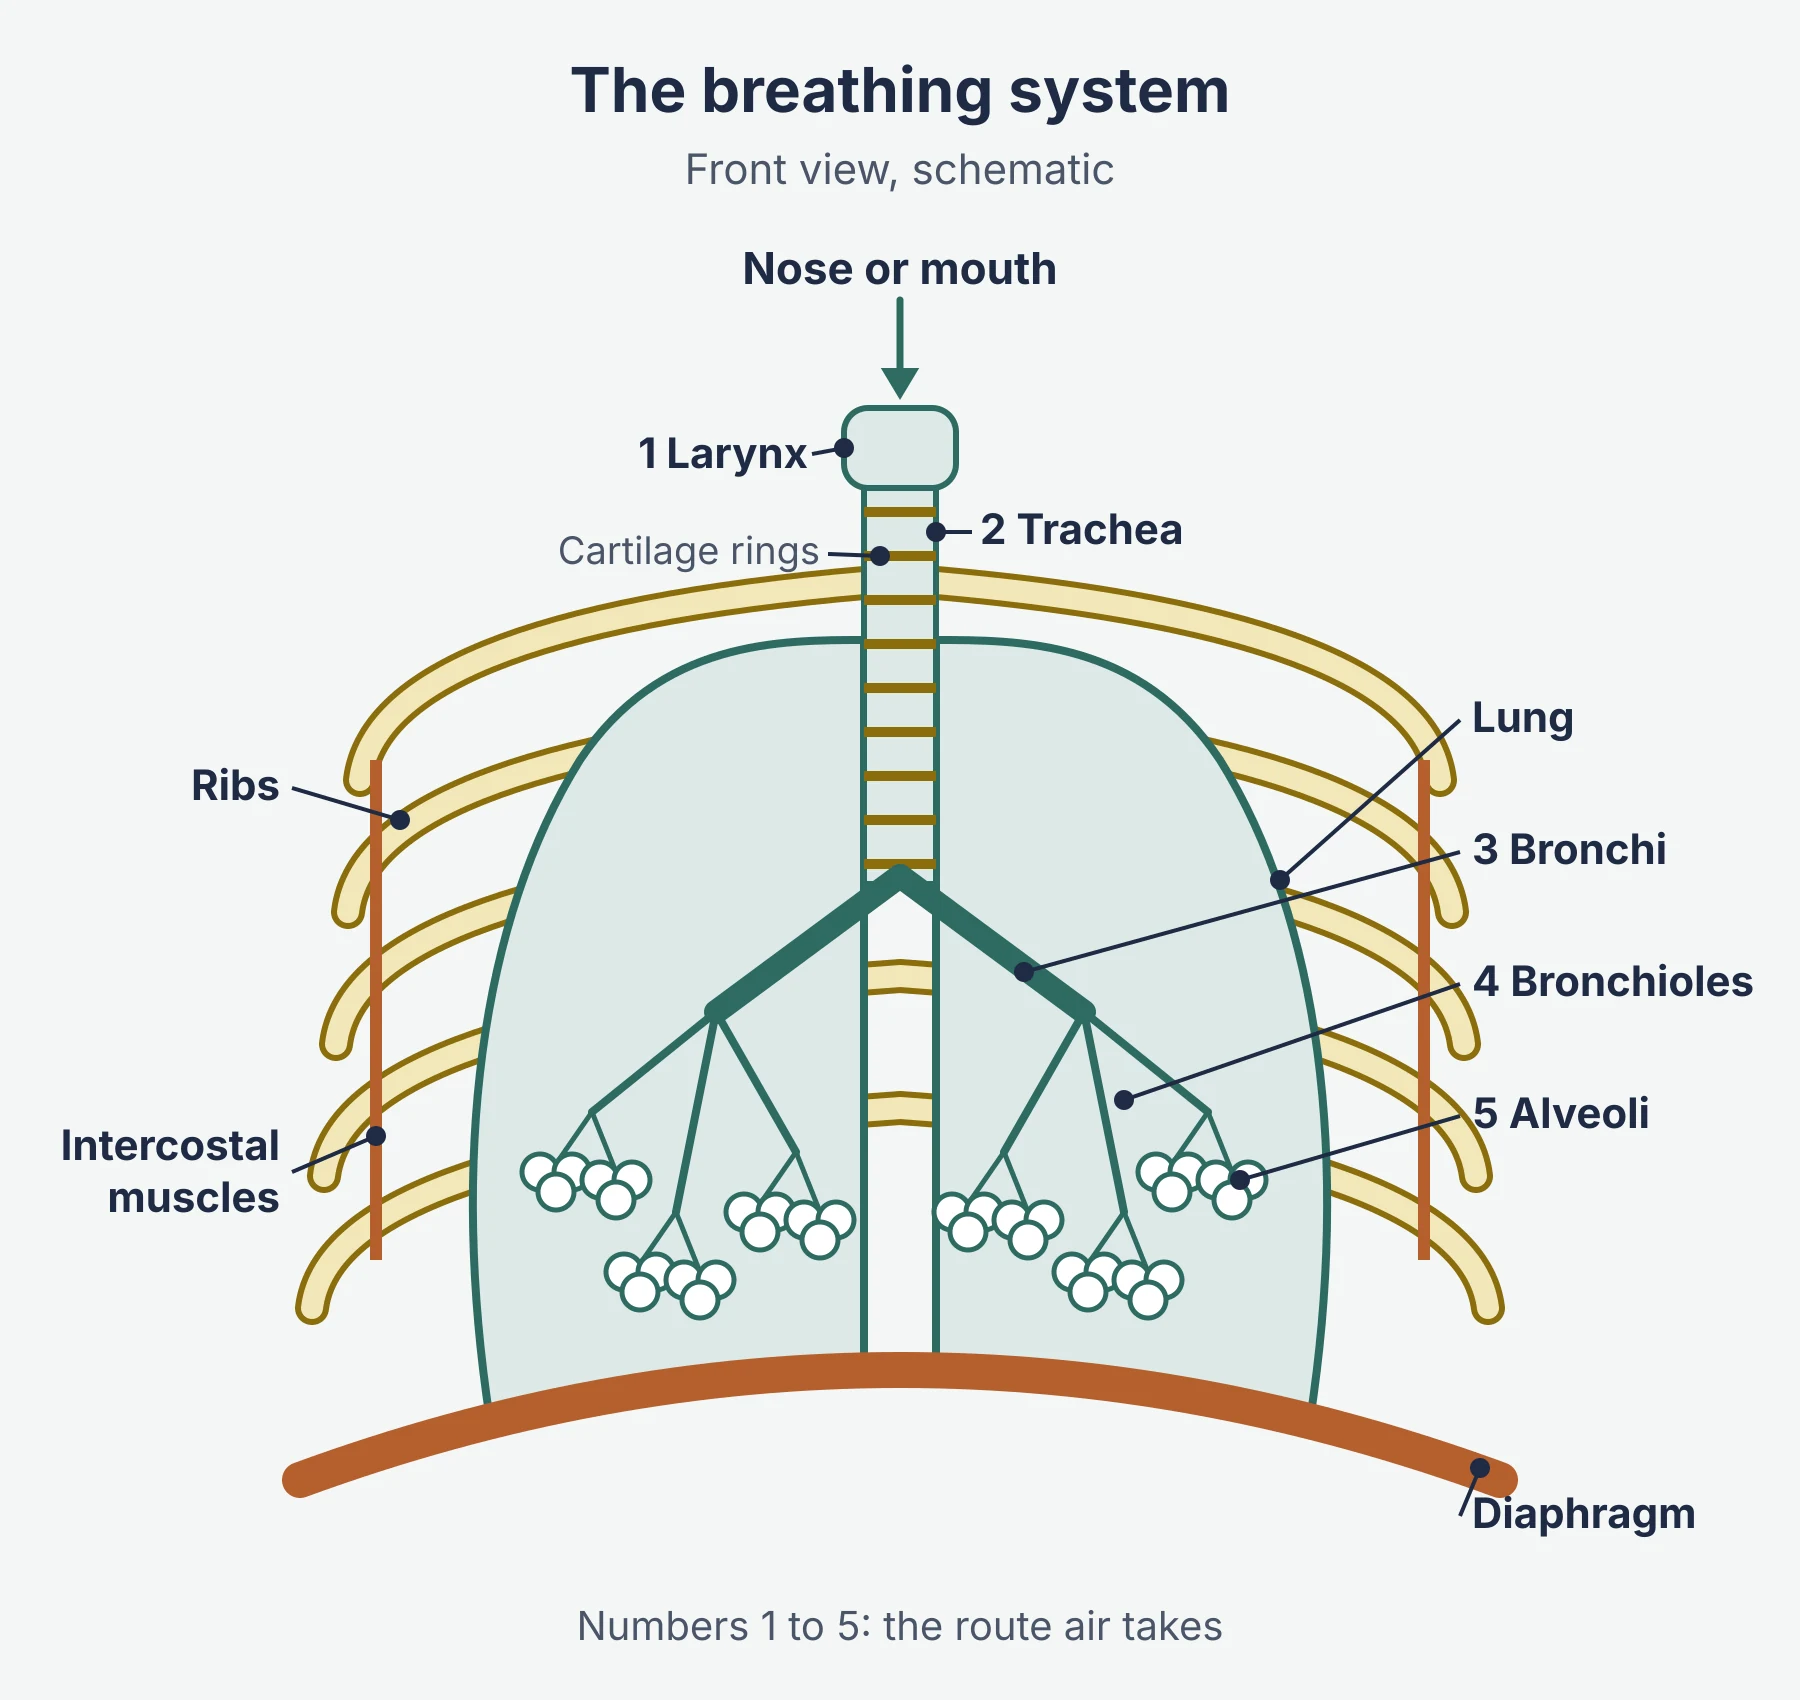 The breathing system
Front view, schematic
Nose or mouth
1 Larynx
2 Trachea
Cartilage rings
Lung
Ribs
3 Bronchi
4 Bronchioles
5 Alveoli
Intercostal
muscles
Diaphragm
Numbers 1 to 5: the route air takes